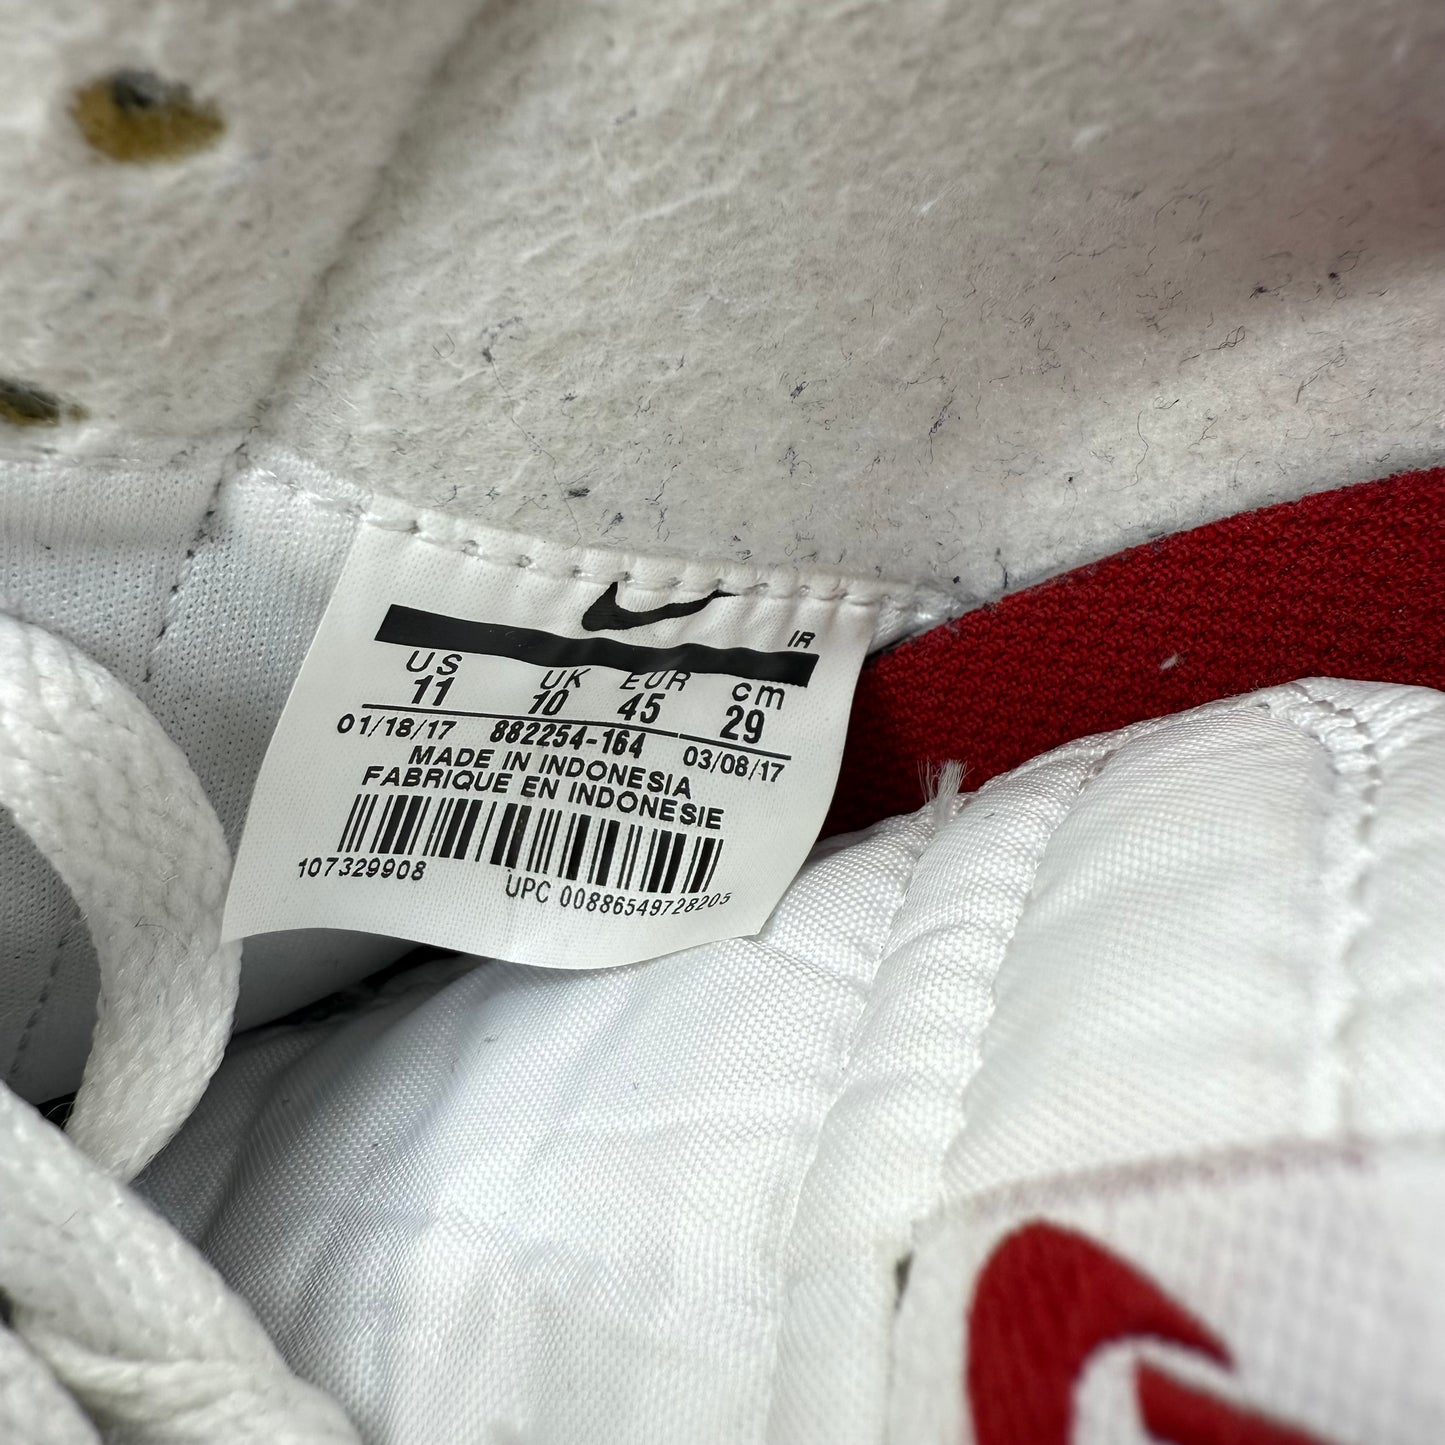 IR
US UK EUR cm
11 10 45 29
01/18/17 882254-164 03/08/17
MADE IN INDONESIA
FABRIQUE EN INDONESIE
107329908 UPC 00886549728205